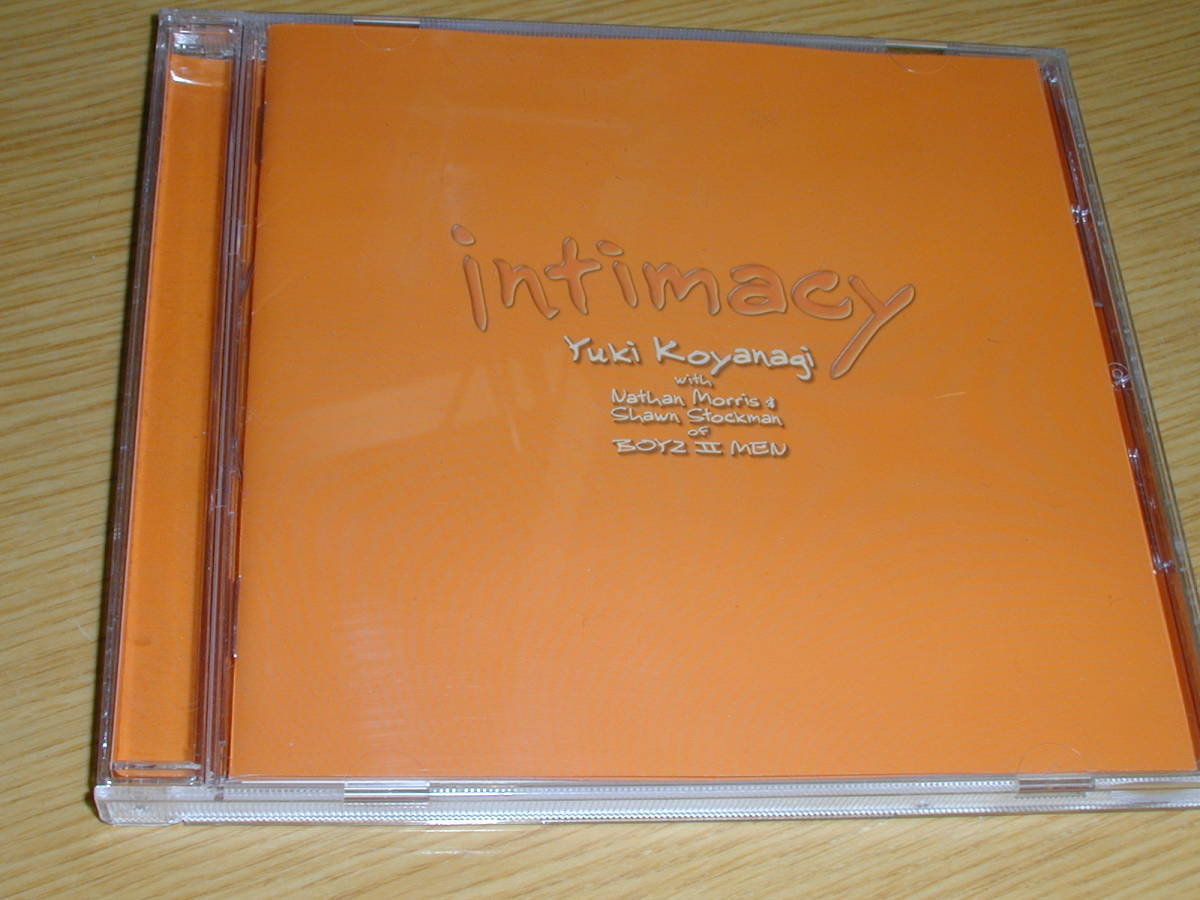 intimacy
Yuki Koyanagi
with
Nathan Morris &
Shawn Stockman
of
BOYZ II MEN